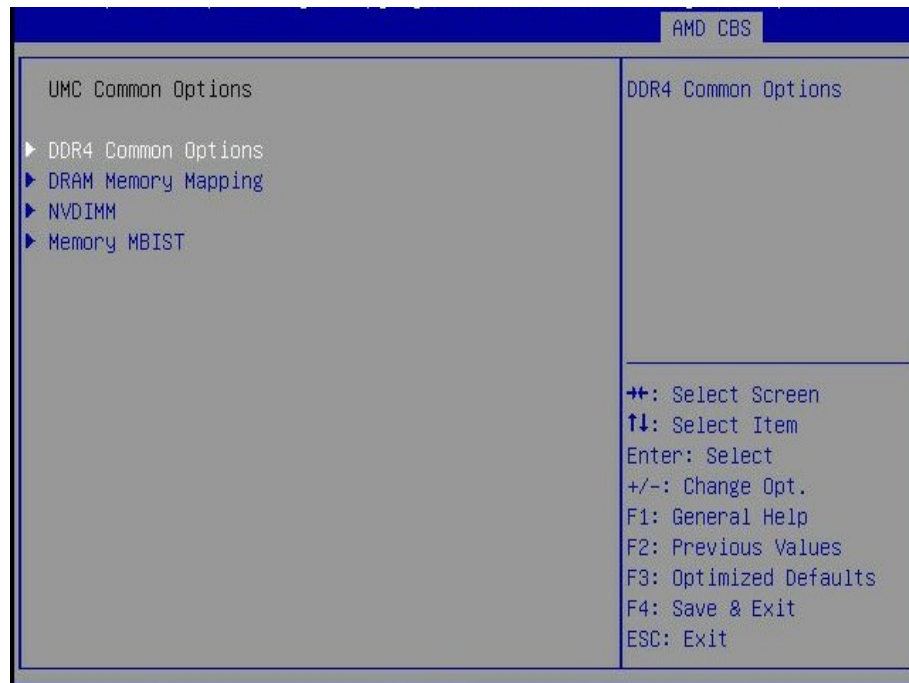 AMD CBS
UMC Common Options
DDR4 Common Options
DRAM Memory Mapping
NVDIMM
Memory MBIST
DDR4 Common Options
→←: Select Screen
↑↓: Select Item
Enter: Select
+/-: Change Opt.
F1: General Help
F2: Previous Values
F3: Optimized Defaults
F4: Save & Exit
ESC: Exit